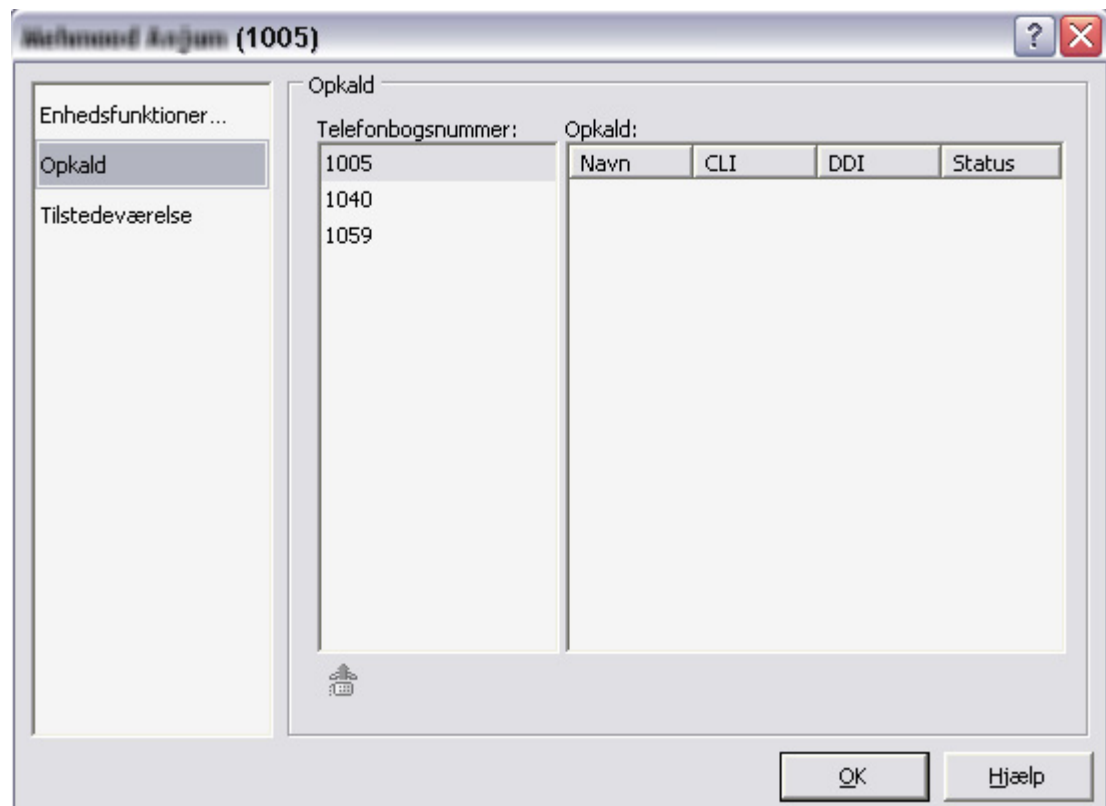 (1005)
Enhedsfunktioner...
Opkald
Tilstedeværelse
Opkald
Telefonbogsnummer:
1005
1040
1059
Opkald:
Navn CLI DDI Status
OK
Hjælp